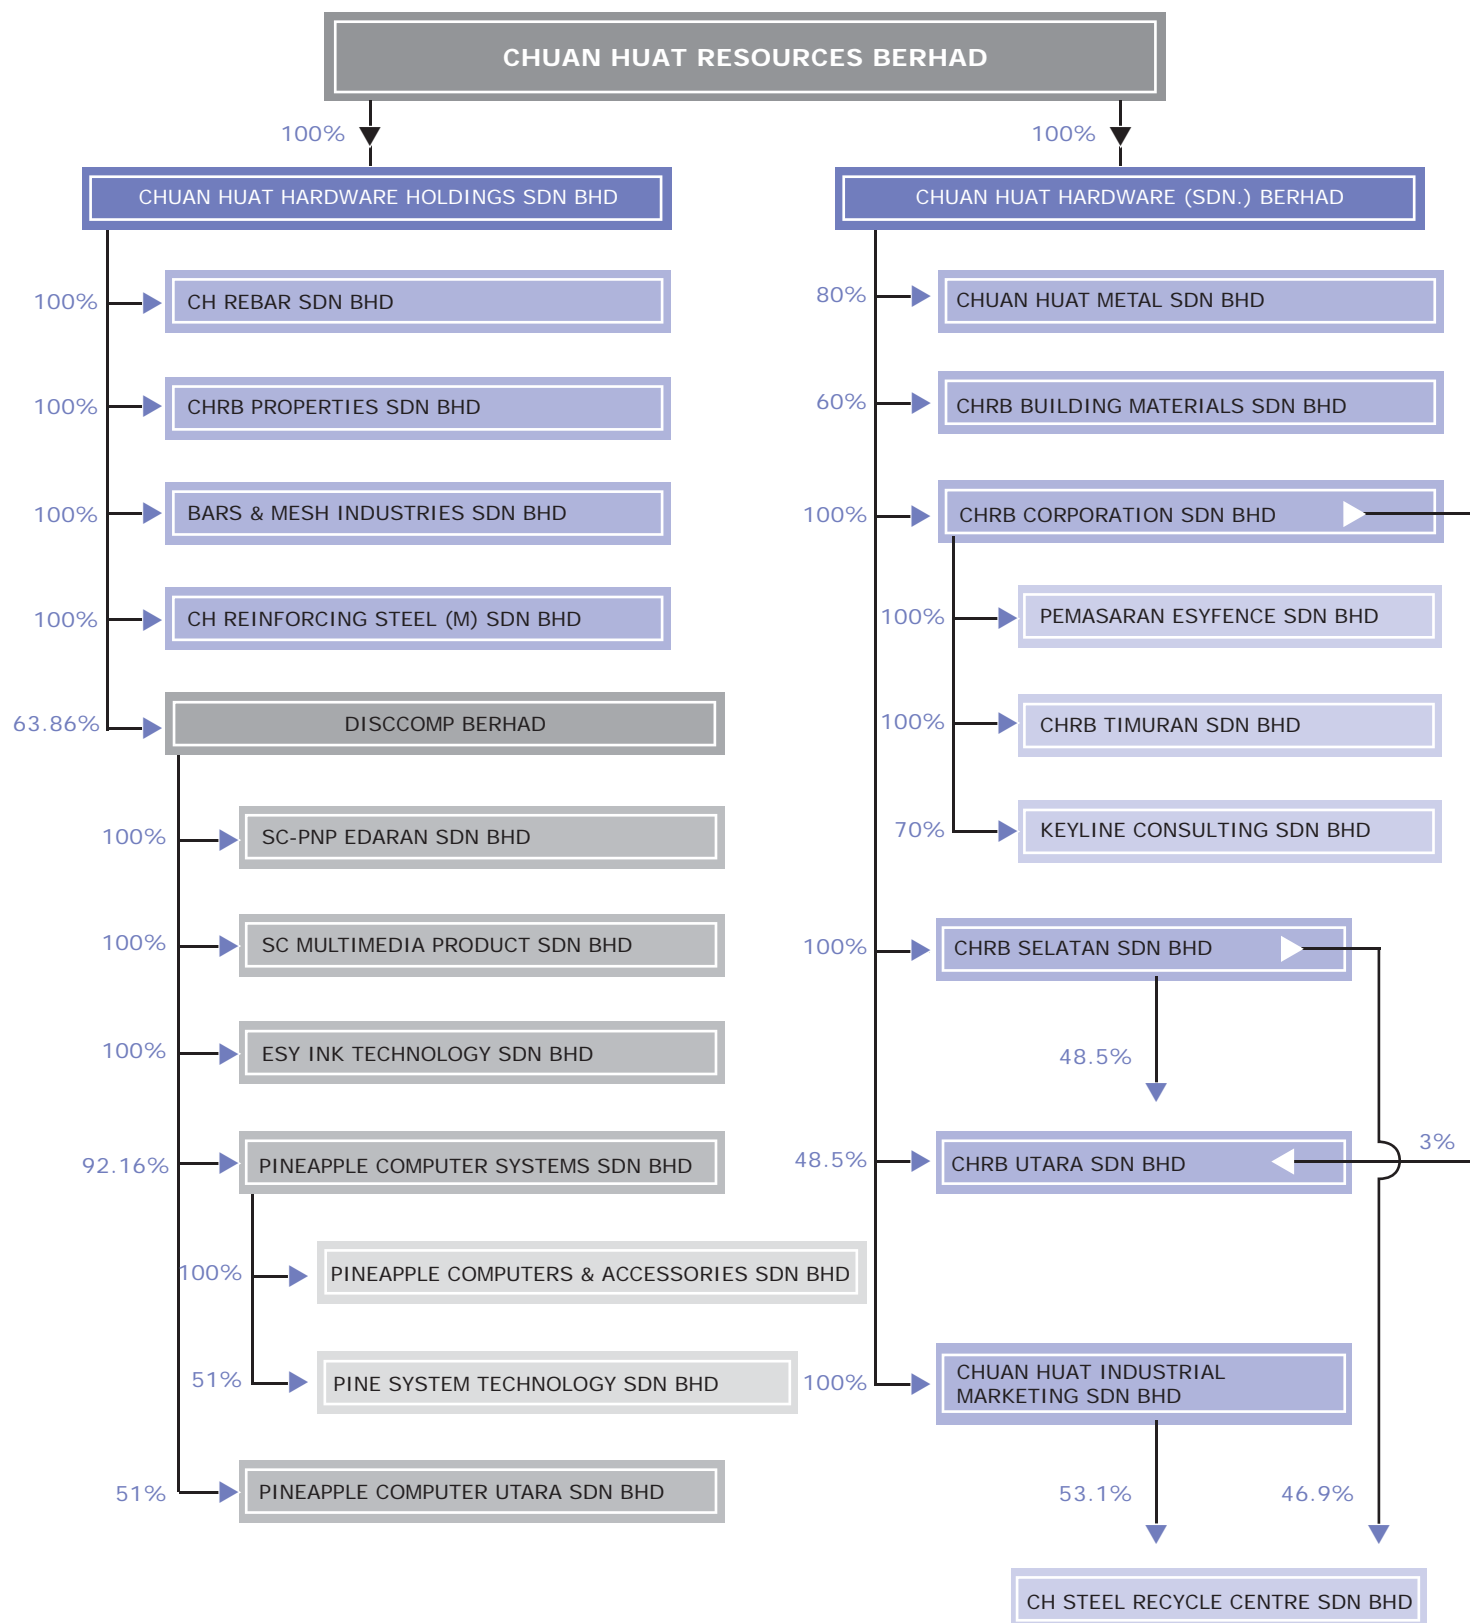 CHUAN HUAT RESOURCES BERHAD
100%
100%
CHUAN HUAT HARDWARE HOLDINGS SDN BHD
100%
CH REBAR SDN BHD
100%
CHRB PROPERTIES SDN BHD
100%
BARS & MESH INDUSTRIES SDN BHD
100%
CH REINFORCING STEEL (M) SDN BHD
63.86%
DISCCOMP BERHAD
100%
SC-PNP EDARAN SDN BHD
100%
SC MULTIMEDIA PRODUCT SDN BHD
100%
ESY INK TECHNOLOGY SDN BHD
92.16%
PINEAPPLE COMPUTER SYSTEMS SDN BHD
100%
PINEAPPLE COMPUTERS & ACCESSORIES SDN BHD
51%
PINE SYSTEM TECHNOLOGY SDN BHD
51%
PINEAPPLE COMPUTER UTARA SDN BHD
CHUAN HUAT HARDWARE (SDN.) BERHAD
80%
CHUAN HUAT METAL SDN BHD
60%
CHRB BUILDING MATERIALS SDN BHD
100%
CHRB CORPORATION SDN BHD
100%
PEMASARAN ESYFENCE SDN BHD
100%
CHRB TIMURAN SDN BHD
70%
KEYLINE CONSULTING SDN BHD
100%
CHRB SELATAN SDN BHD
48.5%
48.5%
CHRB UTARA SDN BHD
3%
100%
CHUAN HUAT INDUSTRIAL
MARKETING SDN BHD
53.1%
46.9%
CH STEEL RECYCLE CENTRE SDN BHD